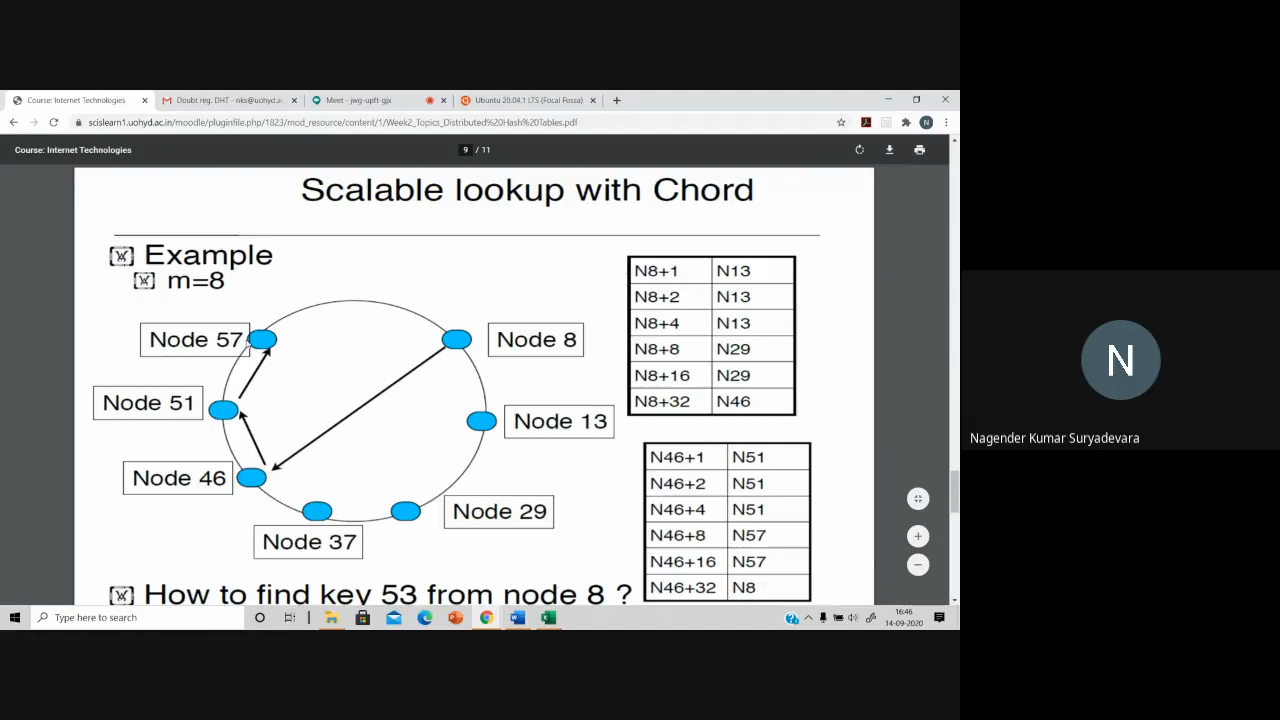 Course: Internet Technologies
Doubt reg. DHT - nks@uohyd.ac
Meet - jwg-upft-gjx
Ubuntu 20.04.1 LTS (Focal Fossa)
scislearn1.uohyd.ac.in/moodle/pluginfile.php/1823/mod_resource/content/1/Week2_Topics_Distributed%20Hash%20Tables.pdf
N
Course: Internet Technologies
9 / 11
Scalable lookup with Chord
Example
m=8
Node 57
Node 8
Node 51
Node 13
Node 46
Node 29
Node 37
N8+1 N13
N8+2 N13
N8+4 N13
N8+8 N29
N8+16 N29
N8+32 N46
N46+1 N51
N46+2 N51
N46+4 N51
N46+8 N57
N46+16 N57
N46+32 N8
How to find key 53 from node 8 ?
Type here to search
16:46
14-09-2020
N
Nagender Kumar Suryadevara